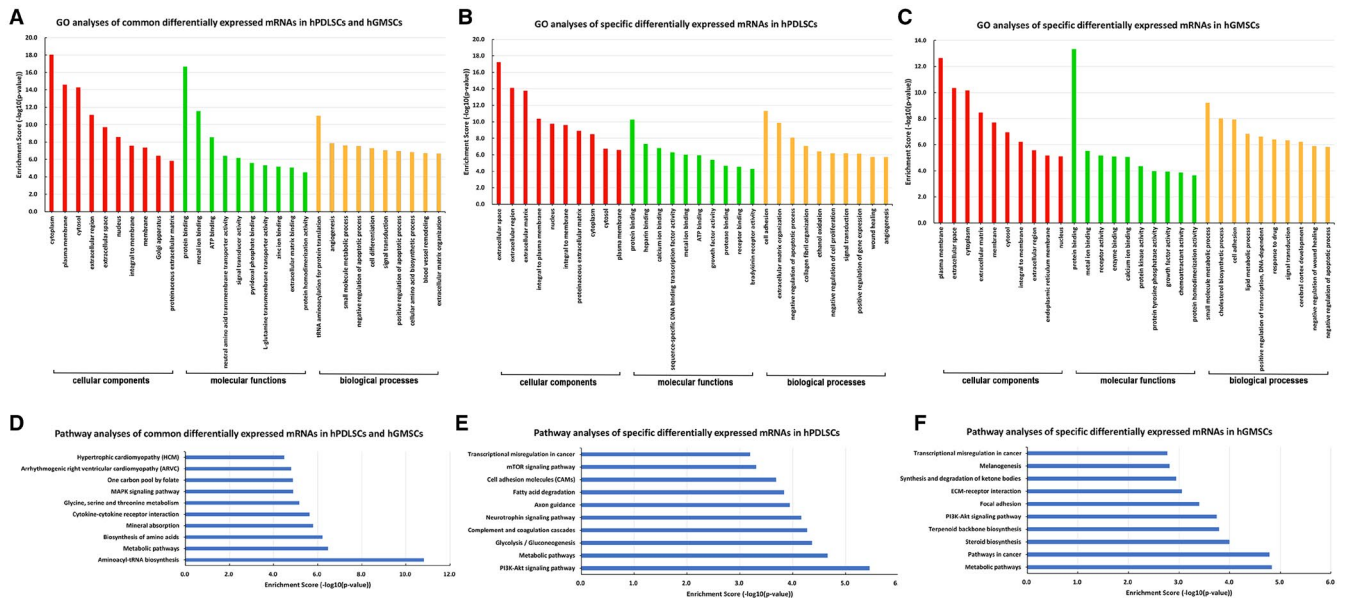 A
GO analyses of common differentially expressed mRNAs in hPDLSCs and hGMSCs
Enrichment Score (-log10(p-value))
20.0
18.0
16.0
14.0
12.0
10.0
8.0
6.0
4.0
2.0
0.0
cytoplasm
plasma membrane
cytosol
extracellular region
extracellular space
nucleus
integral to membrane
membrane
Golgi apparatus
proteinaceous extracellular matrix
protein binding
metal ion binding
ATP binding
neutral amino acid transmembrane transporter activity
signal transducer activity
pyridoxal phosphate binding
L-glutamine transmembrane transporter activity
zinc ion binding
extracellular matrix binding
protein homodimerization activity
tRNA aminoacylation for protein translation
angiogenesis
small molecule metabolic process
negative regulation of apoptotic process
cell differentiation
signal transduction
positive regulation of apoptotic process
cellular amino acid biosynthetic process
blood vessel remodeling
extracellular matrix organization
cellular components
molecular functions
biological processes
B
GO analyses of specific differentially expressed mRNAs in hPDLSCs
Enrichment Score (-log10(p-value))
20.0
18.0
16.0
14.0
12.0
10.0
8.0
6.0
4.0
2.0
0.0
extracellular space
extracellular region
extracellular matrix
integral to plasma membrane
nucleus
integral to membrane
proteinaceous extracellular matrix
cytoplasm
cytosol
plasma membrane
protein binding
heparin binding
calcium ion binding
sequence-specific DNA binding transcription factor activity
metal ion binding
ATP binding
growth factor activity
protease binding
receptor binding
bradykinin receptor activity
cell adhesion
extracellular matrix organization
negative regulation of apoptotic process
collagen fibril organization
ethanol oxidation
negative regulation of cell proliferation
signal transduction
positive regulation of gene expression
wound healing
angiogenesis
cellular components
molecular functions
biological processes
C
GO analyses of specific differentially expressed mRNAs in hGMSCs
Enrichment Score (-log10(p-value))
14.0
12.0
10.0
8.0
6.0
4.0
2.0
0.0
plasma membrane
extracellular space
cytoplasm
extracellular matrix
membrane
cytosol
integral to membrane
extracellular region
endoplasmic reticulum membrane
nucleus
protein binding
metal ion binding
receptor activity
enzyme binding
calcium ion binding
protein kinase activity
protein tyrosine phosphatase activity
growth factor activity
chemoattractant activity
protein homodimerization activity
small molecule metabolic process
cholesterol biosynthetic process
cell adhesion
lipid metabolic process
positive regulation of transcription, DNA-dependent
response to drug
signal transduction
cerebral cortex development
negative regulation of wound healing
negative regulation of apoptotic process
cellular components
molecular functions
biological processes
D
Pathway analyses of common differentially expressed mRNAs in hPDLSCs and hGMSCs
Hypertrophic cardiomyopathy (HCM)
Arrhythmogenic right ventricular cardiomyopathy (ARVC)
One carbon pool by folate
MAPK signaling pathway
Glycine, serine and threonine metabolism
Cytokine-cytokine receptor interaction
Mineral absorption
Biosynthesis of amino acids
Metabolic pathways
Aminoacyl-tRNA biosynthesis
0.0 2.0 4.0 6.0 8.0 10.0 12.0
Enrichment Score (-log10(p-value))
E
Pathway analyses of specific differentially expressed mRNAs in hPDLSCs
Transcriptional misregulation in cancer
mTOR signaling pathway
Cell adhesion molecules (CAMs)
Fatty acid degradation
Axon guidance
Neurotrophin signaling pathway
Complement and coagulation cascades
Glycolysis / Gluconeogenesis
Metabolic pathways
PI3K-Akt signaling pathway
0.0 1.0 2.0 3.0 4.0 5.0 6.
Enrichment Score (-log10(p-value))
F
Pathway analyses of specific differentially expressed mRNAs in hGMSCs
Transcriptional misregulation in cancer
Melanogenesis
Synthesis and degradation of ketone bodies
ECM-receptor interaction
Focal adhesion
PI3K-Akt signaling pathway
Terpenoid backbone biosynthesis
Steroid biosynthesis
Pathways in cancer
Metabolic pathways
0.0 1.0 2.0 3.0 4.0 5.0 6.0
Enrichment Score (-log10(p-value))